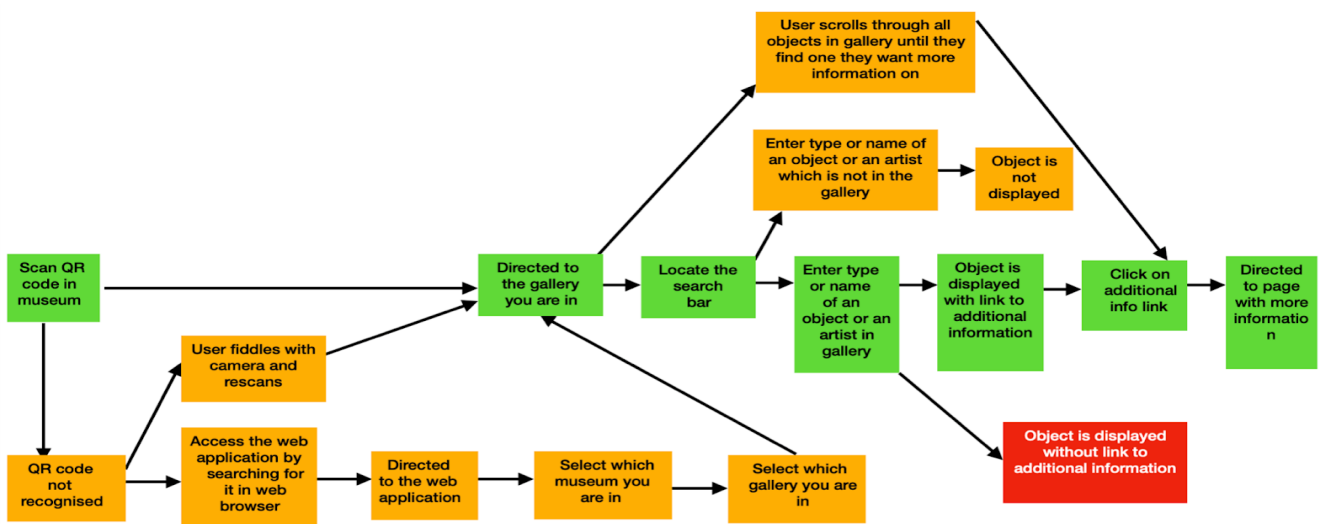 User scrolls through all
objects in gallery until they
find one they want more
information on
Enter type or name of
an object or an artist
which is not in the
gallery
Object is
not
displayed
Scan QR
code in
museum
Directed to
the gallery
you are in
Locate the
search
bar
Enter type
or name
of an
object or an
artist in
gallery
Object is
displayed
with link to
additional
information
Click on
additional
info link
Directed
to page
with more
informatio
n
User fiddles with
camera and
rescans
QR code
not
recognised
Access the web
application by
searching for
it in web
browser
Directed
to the web
application
Select which
museum you
are in
Select which
gallery you are
in
Object is displayed
without link to
additional information